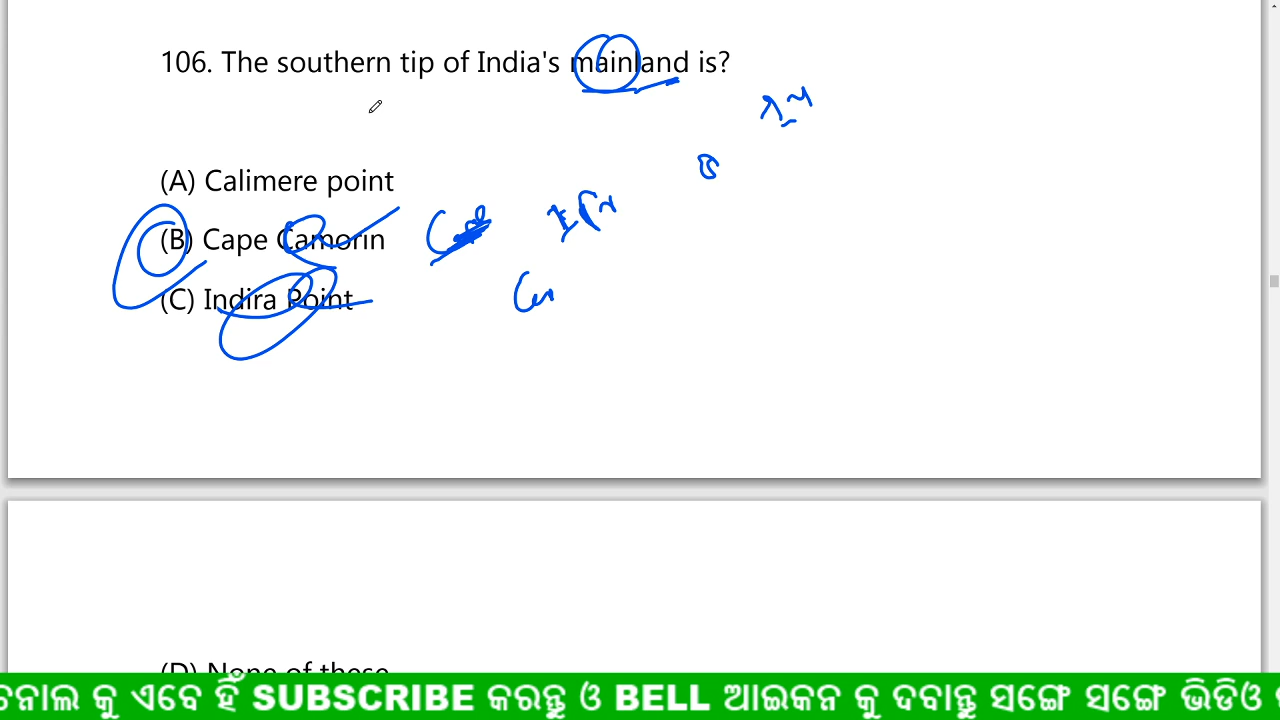 106. The southern tip of India's mainland is?
(A) Calimere point
(B) Cape Camorin
(C) Indira Point
(D) None of these
କୁ ଏବେ ହିଁ SUBSCRIBE କରନ୍ତୁ ଓ BELL ଆଇକନ କୁ ଦବାନ୍ତୁ ସଙ୍ଗେ ସଙ୍ଗେ ଭିଡିଓ